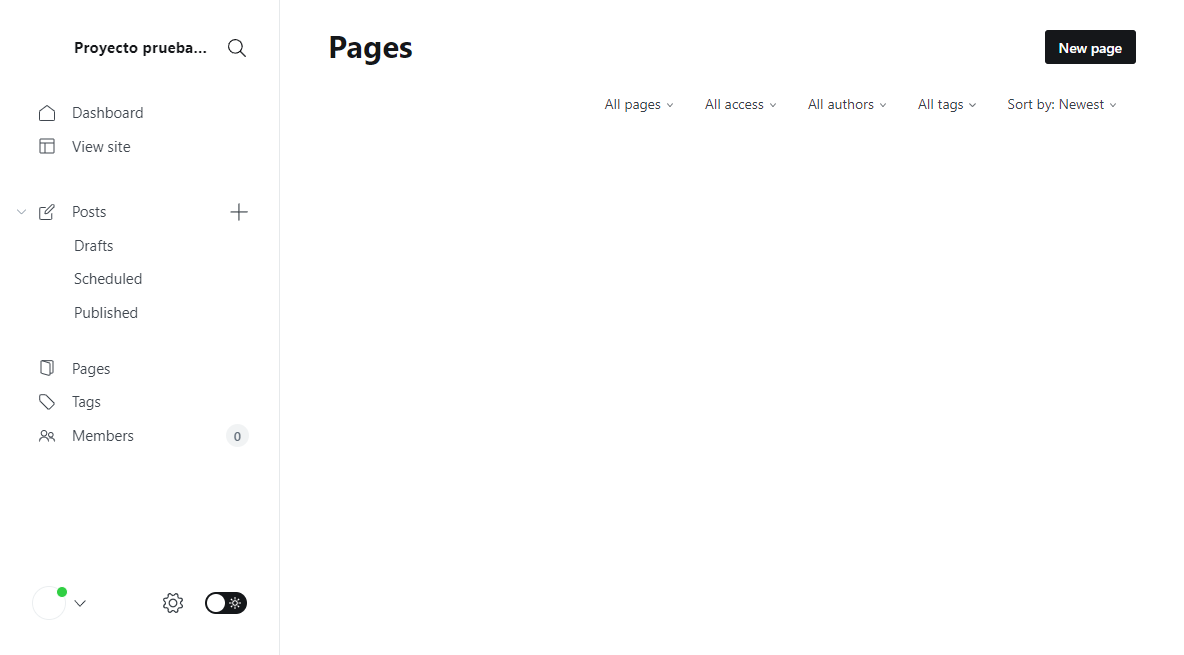 Proyecto prueba...
Dashboard
View site
Posts
Drafts
Scheduled
Published
Pages
Tags
Members 0
Pages
New page
All pages All access All authors All tags Sort by: Newest